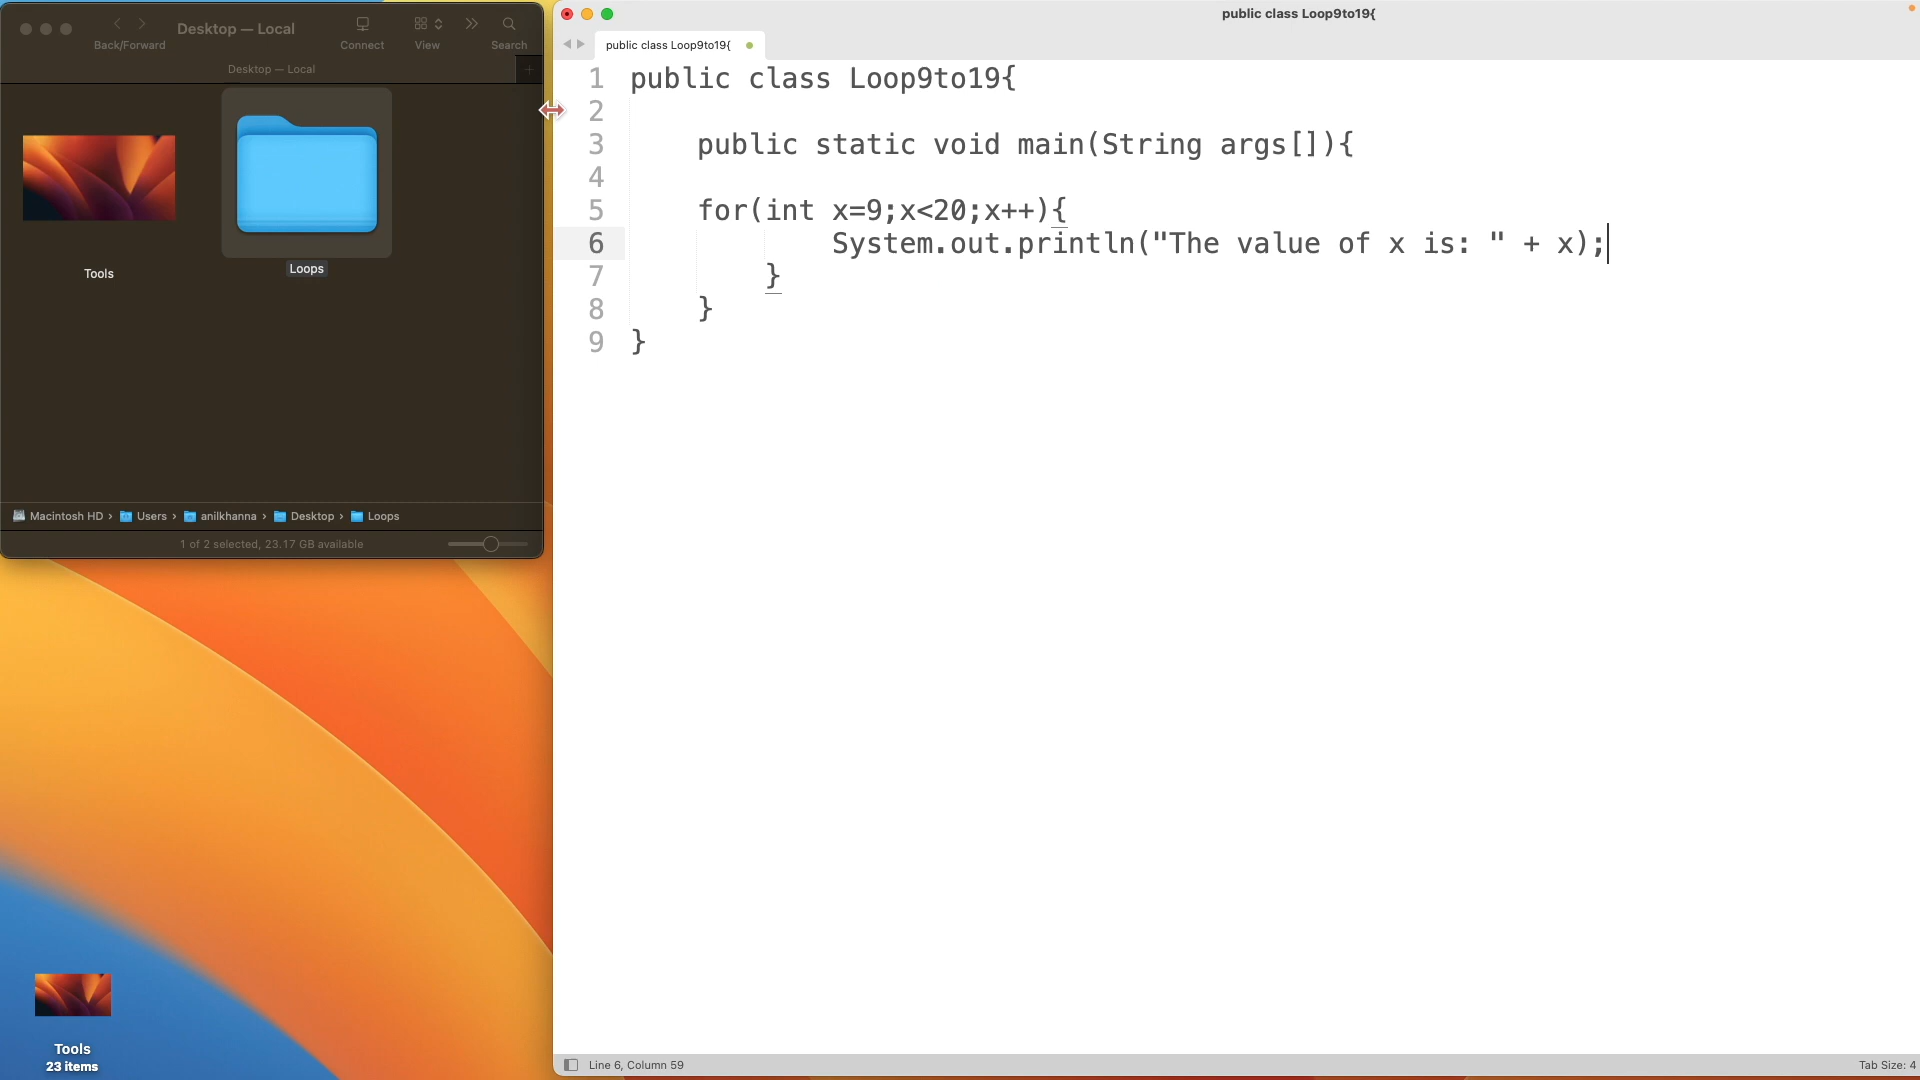 Desktop — Local
Back/Forward
Connect
View
Search
Desktop — Local
+
Tools
Loops
Macintosh HD › Users › anilkhanna › Desktop › Loops
1 of 2 selected, 23.17 GB available
Tools
23 items
public class Loop9to19{
public class Loop9to19{
1 public class Loop9to19{
2
3 public static void main(String args[]){
4
5 for(int x=9;x<20;x++){
6 System.out.println("The value of x is: " + x);
7 }
8 }
9 }
Line 6, Column 59
Tab Size: 4